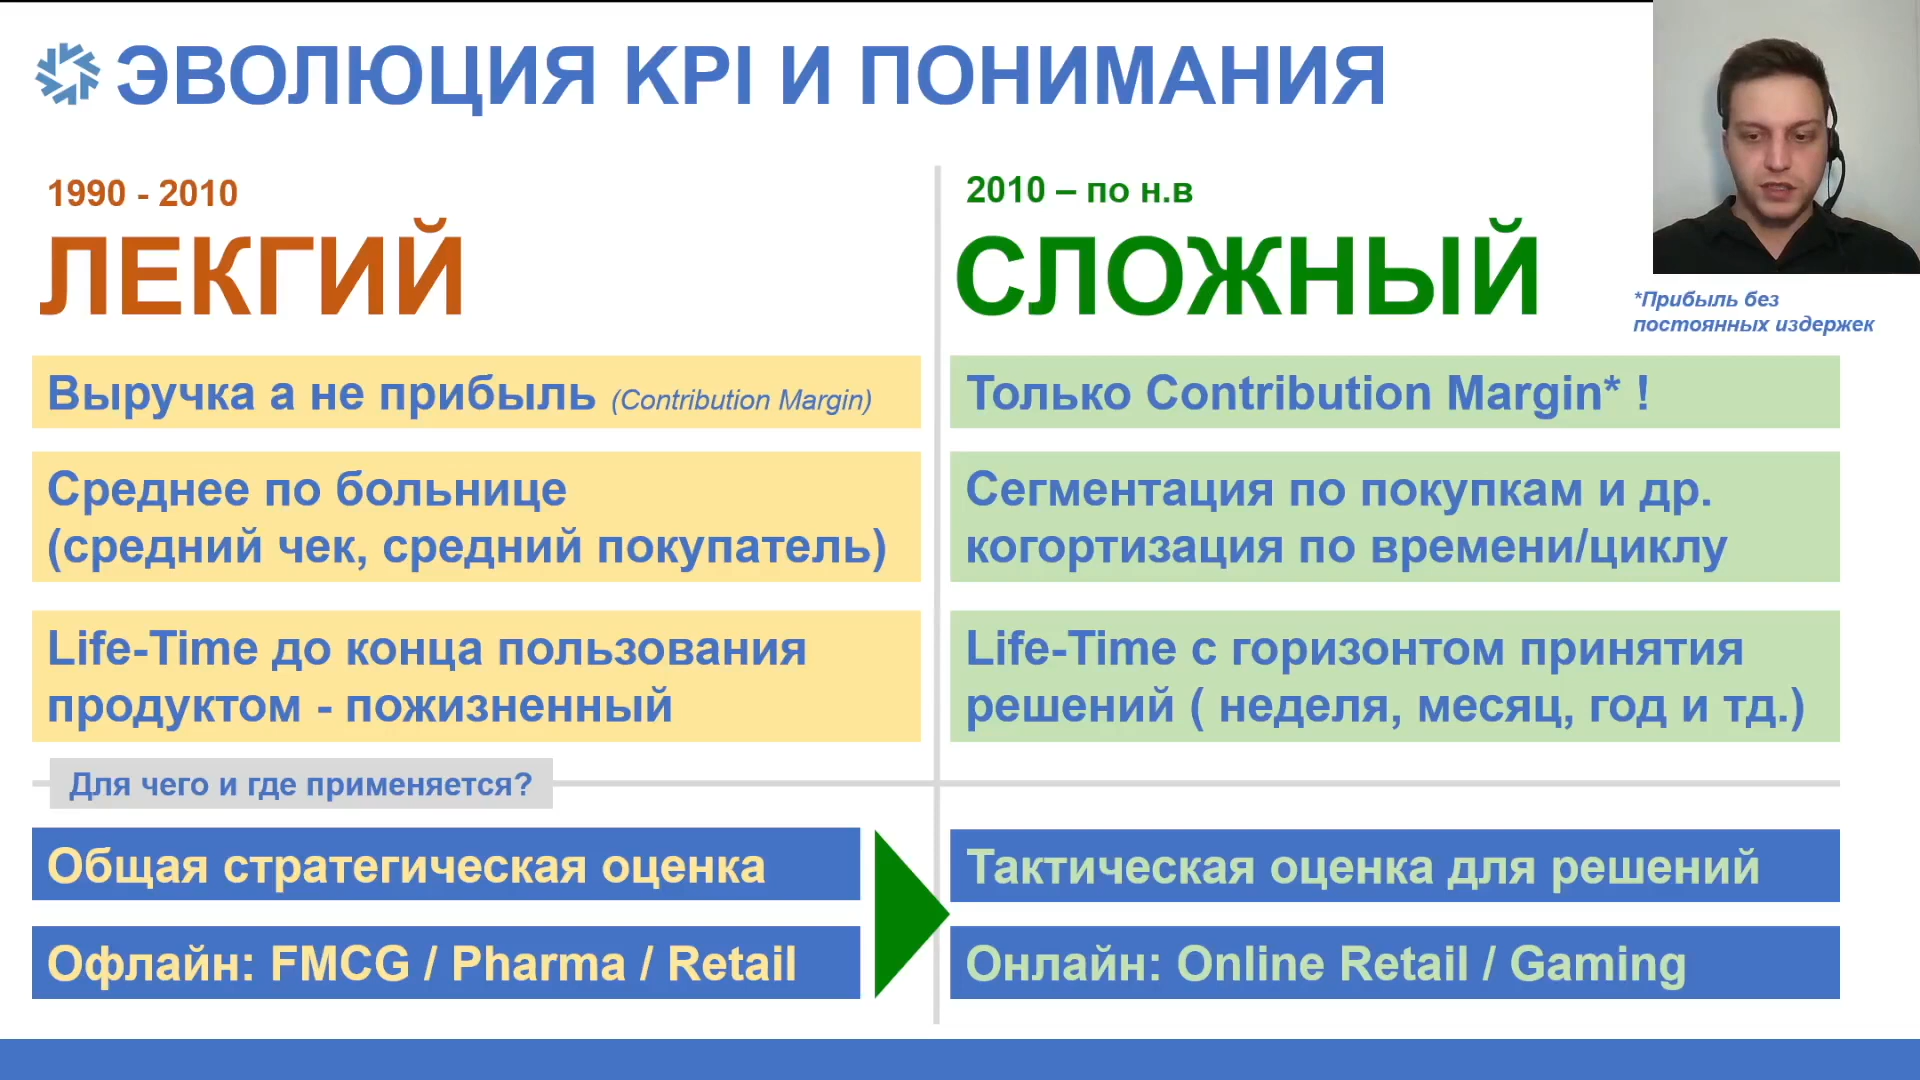 ЭВОЛЮЦИЯ KPI И ПОНИМАНИЯ
1990 - 2010
ЛЕКГИЙ
Выручка а не прибыль (Contribution Margin)
Среднее по больнице
(средний чек, средний покупатель)
Life-Time до конца пользования
продуктом - пожизненный
2010 – по н.в
СЛОЖНЫЙ
*Прибыль без
постоянных издержек
Только Contribution Margin* !
Сегментация по покупкам и др.
когортизация по времени/циклу
Life-Time с горизонтом принятия
решений ( неделя, месяц, год и тд.)
Для чего и где применяется?
Общая стратегическая оценка
Офлайн: FMCG / Pharma / Retail
Тактическая оценка для решений
Онлайн: Online Retail / Gaming